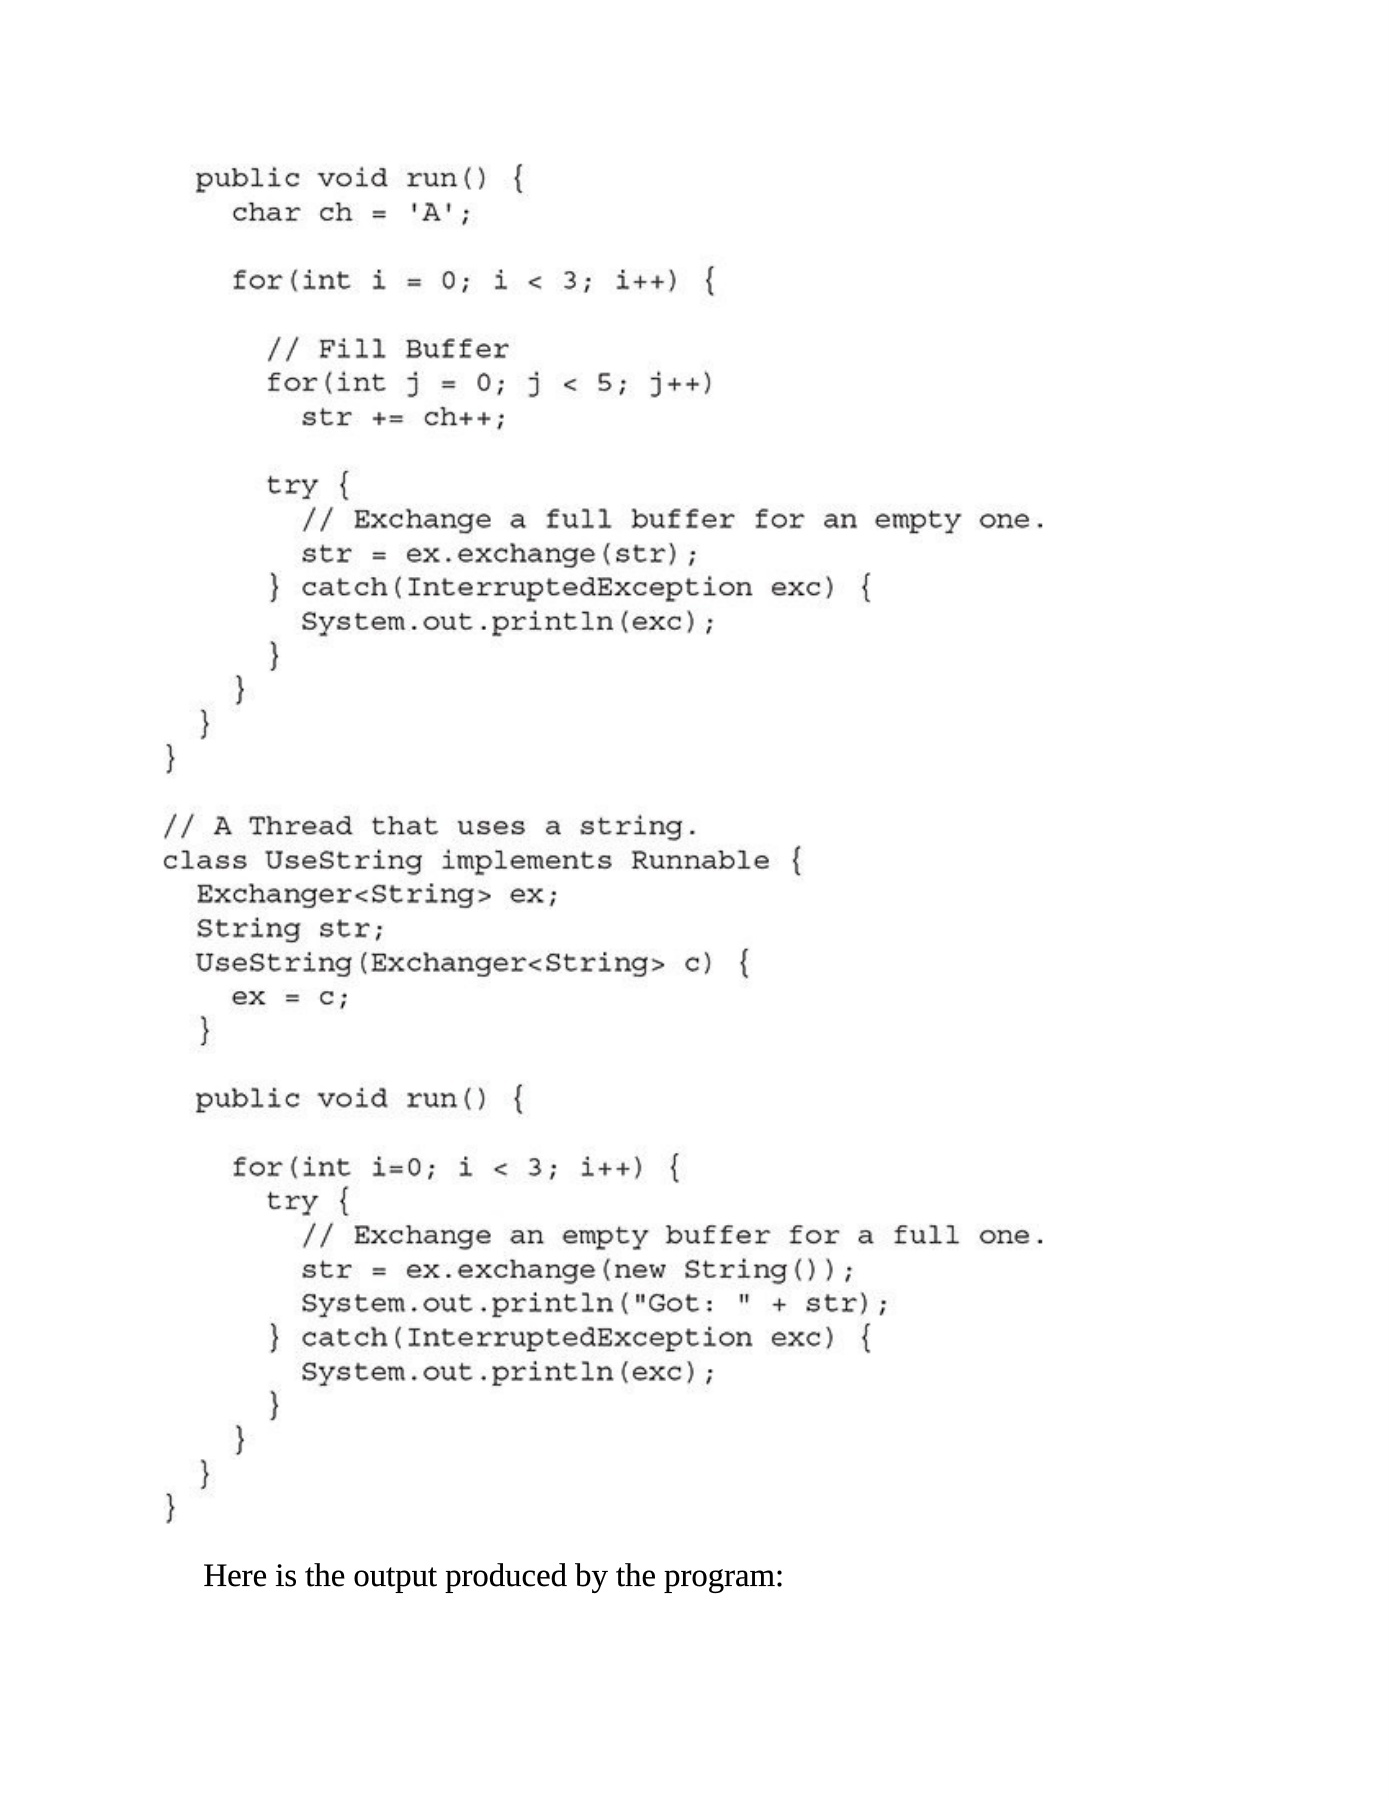 public void run() {
char ch = 'A';
for(int i = 0; i < 3; i++) {
// Fill Buffer
for(int j = 0; j < 5; j++)
str += ch++;
try {
// Exchange a full buffer for an empty one.
str = ex.exchange(str);
} catch(InterruptedException exc) {
System.out.println(exc);
}
}
}
}
// A Thread that uses a string.
class UseString implements Runnable {
Exchanger<String> ex;
String str;
UseString(Exchanger<String> c) {
ex = c;
}
public void run() {
for(int i=0; i < 3; i++) {
try {
// Exchange an empty buffer for a full one.
str = ex.exchange(new String());
System.out.println("Got: " + str);
} catch(InterruptedException exc) {
System.out.println(exc);
}
}
}
}
Here is the output produced by the program: